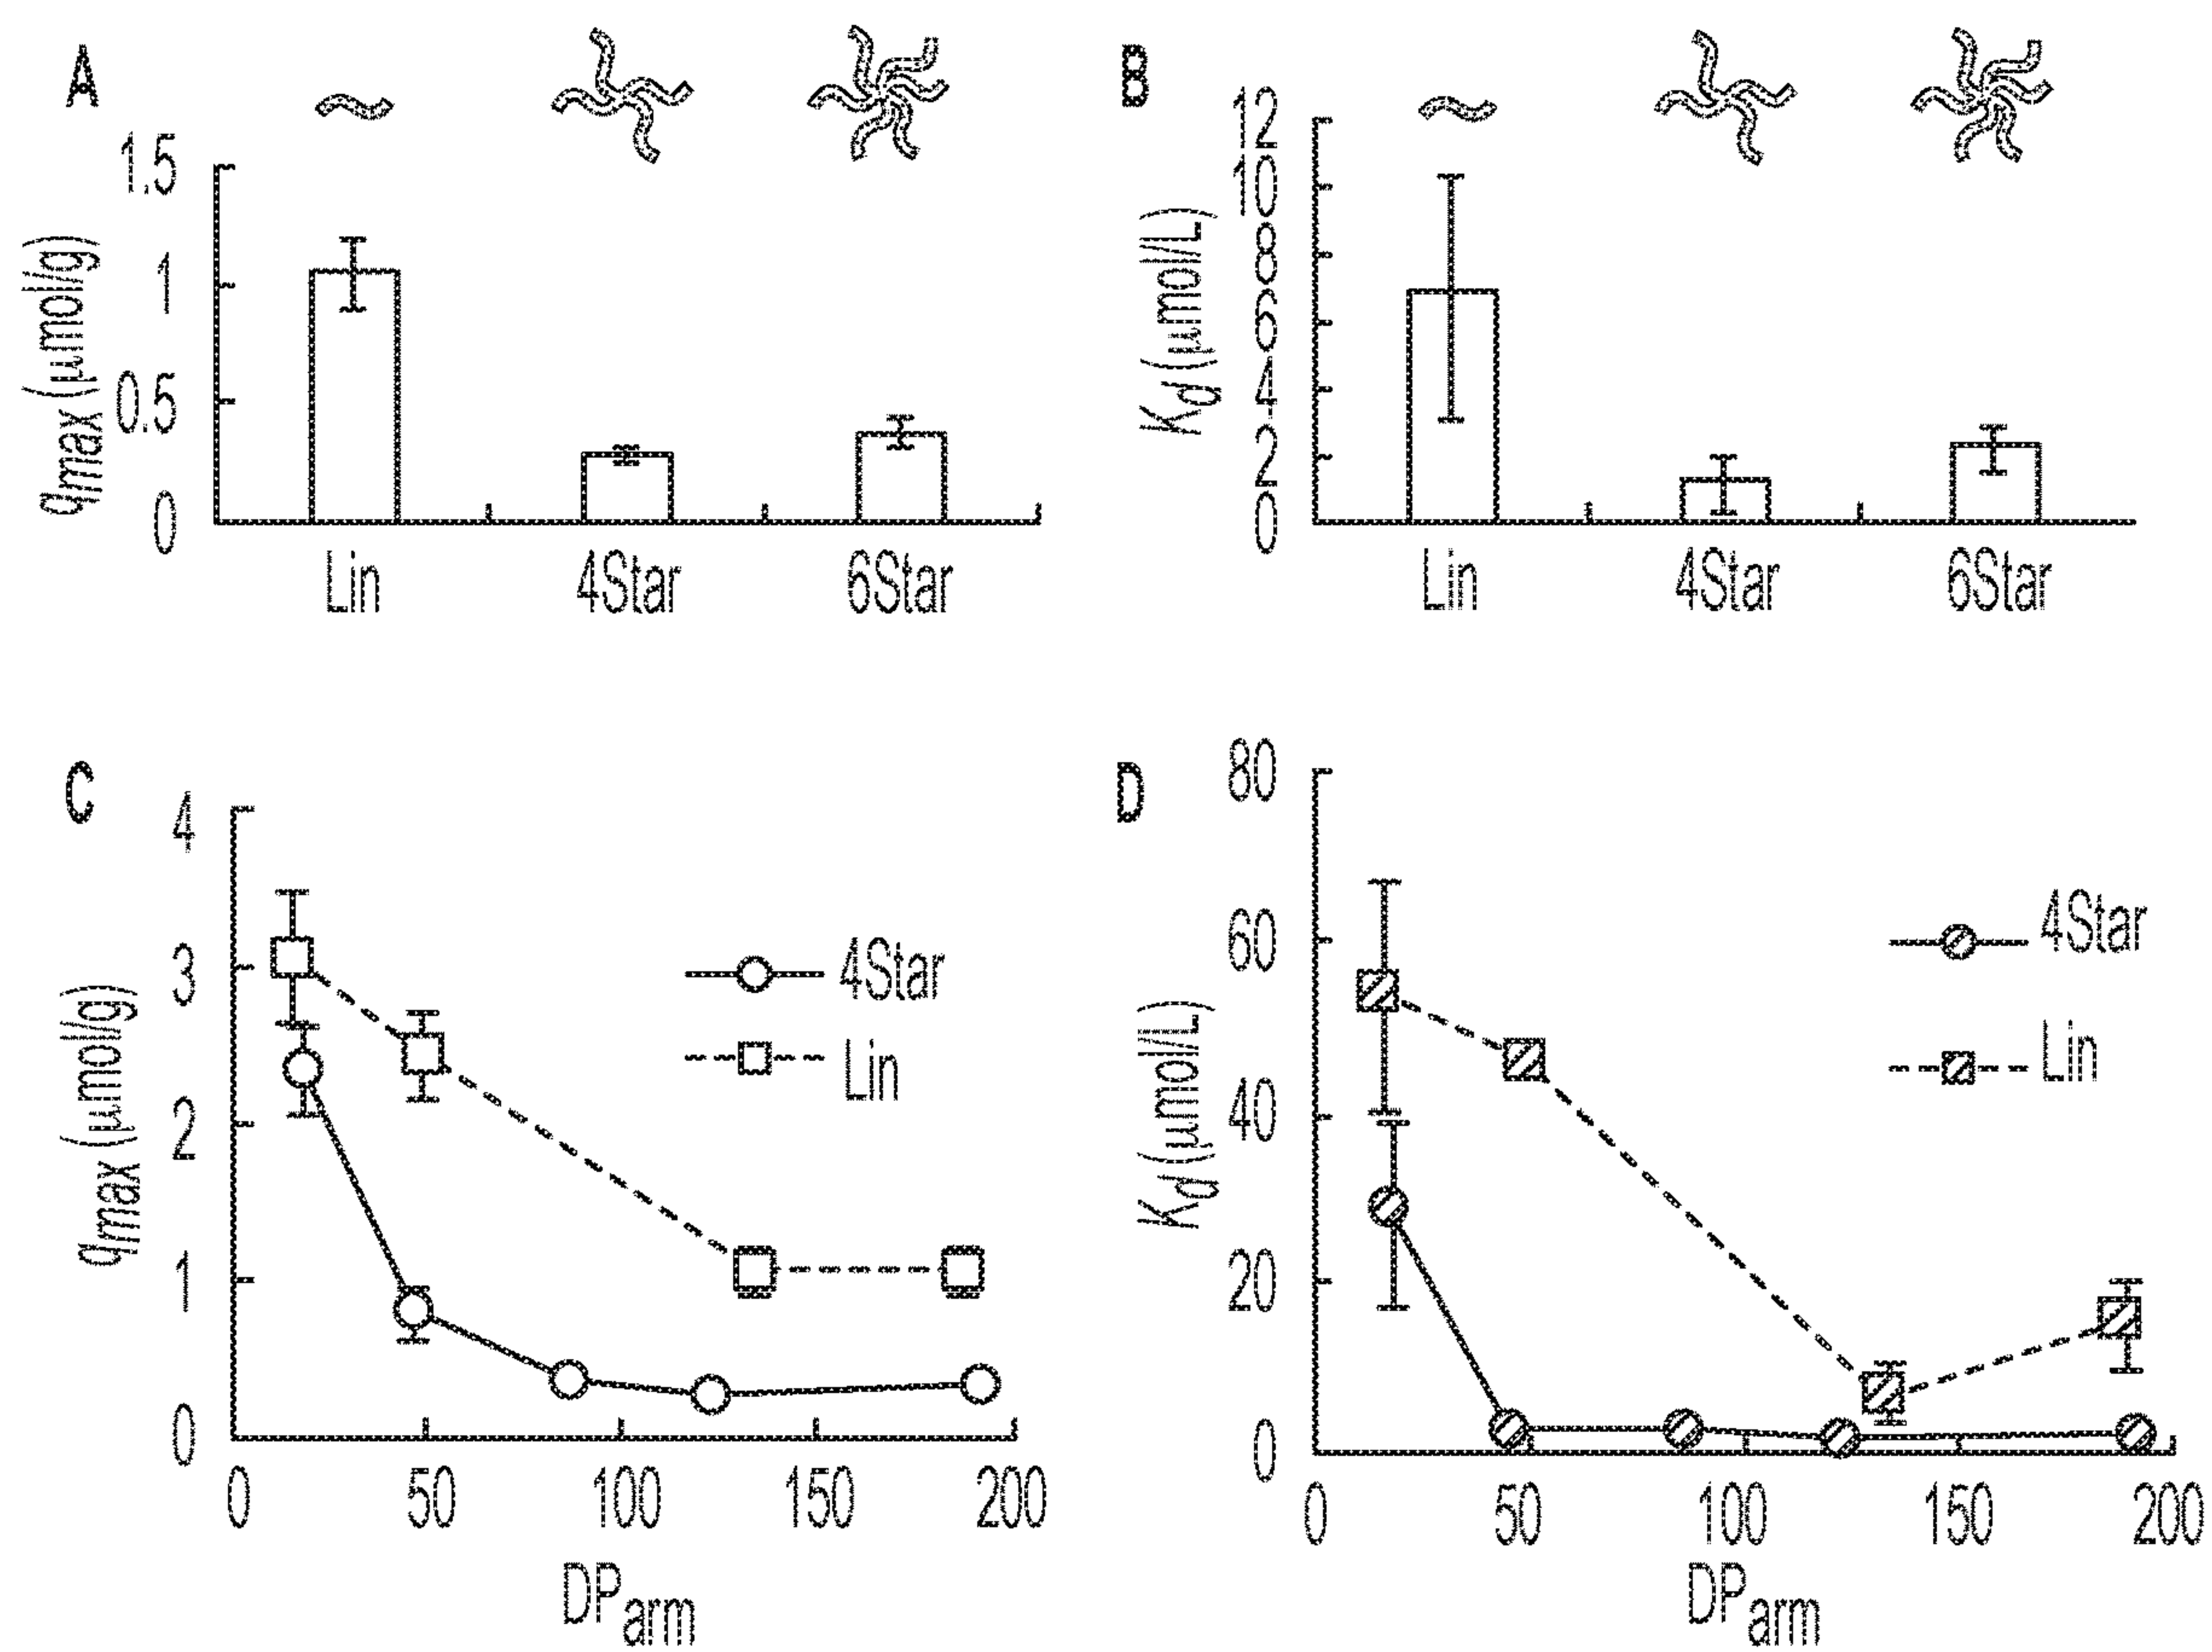 A
1.5
1
0.5
0
qmax (μmol/g)
Lin 4Star 6Star
B
12
10
8
6
4
2
0
Kd (μmol/L)
Lin 4Star 6Star
C
4
3
2
1
0
qmax (μmol/g)
4Star
Lin
0 50 100 150 200
DParm
D
80
60
40
20
0
Kd (μmol/L)
4Star
Lin
0 50 100 150 200
DParm